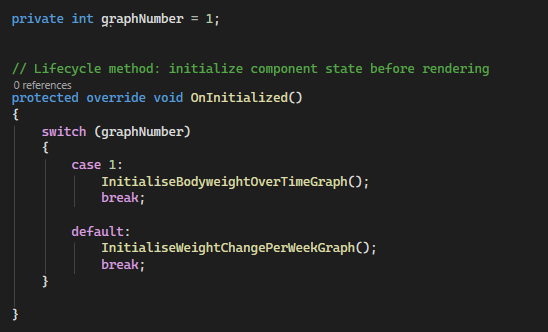 private int graphNumber = 1;
// Lifecycle method: initialize component state before rendering
0 references
protected override void OnInitialized()
{
switch (graphNumber)
{
case 1:
InitialiseBodyweightOverTimeGraph();
break;
default:
InitialiseWeightChangePerWeekGraph();
break;
}
}